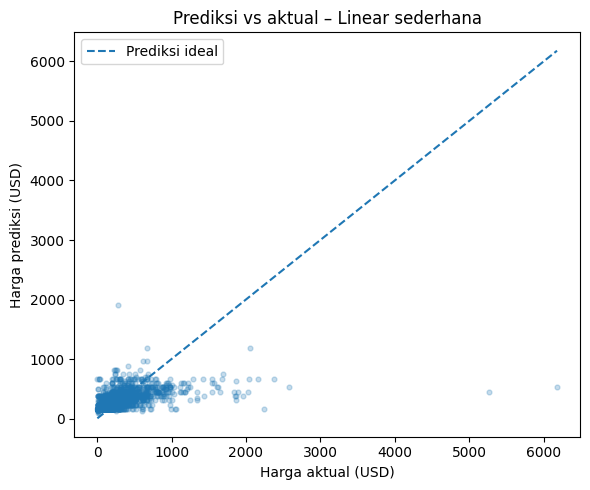 Prediksi vs aktual – Linear sederhana
Prediksi ideal
Harga prediksi (USD)
6000
5000
4000
3000
2000
1000
0
0 1000 2000 3000 4000 5000 6000
Harga aktual (USD)